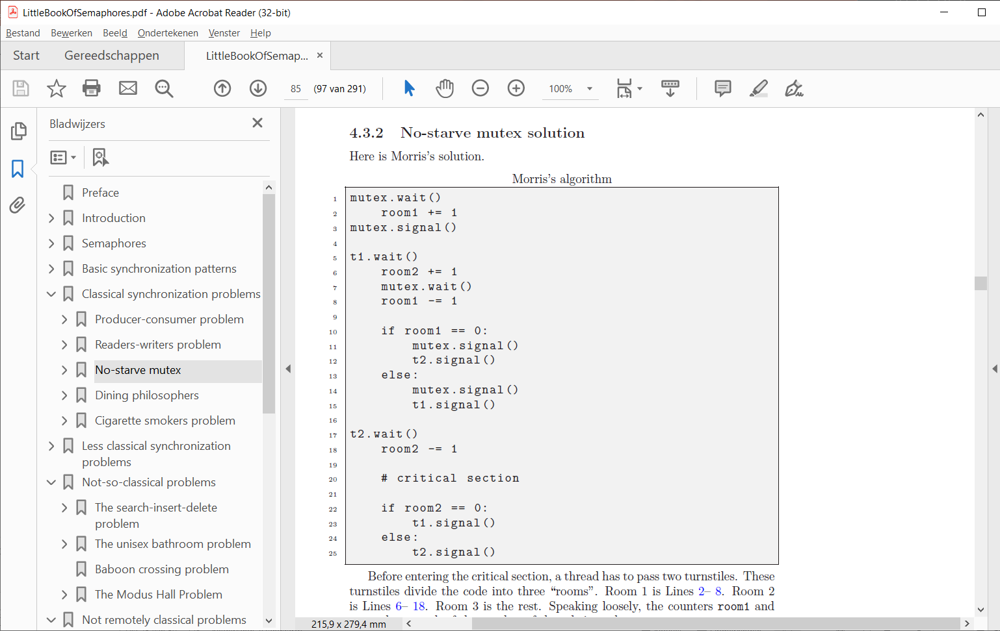 LittleBookOfSemaphores.pdf - Adobe Acrobat Reader (32-bit)
Bestand Bewerken Beeld Ondertekenen Venster Help
Start Gereedschappen LittleBookOfSemap... ×
85 (97 van 291) 100%
Bladwijzers
Preface
Introduction
Semaphores
Basic synchronization patterns
Classical synchronization problems
Producer-consumer problem
Readers-writers problem
No-starve mutex
Dining philosophers
Cigarette smokers problem
Less classical synchronization
problems
Not-so-classical problems
The search-insert-delete
problem
The unisex bathroom problem
Baboon crossing problem
The Modus Hall Problem
Not remotely classical problems
4.3.2 No-starve mutex solution
Here is Morris's solution.
Morris's algorithm
1 mutex.wait()
2 room1 += 1
3 mutex.signal()
4
5 t1.wait()
6 room2 += 1
7 mutex.wait()
8 room1 -= 1
9
10 if room1 == 0:
11 mutex.signal()
12 t2.signal()
13 else:
14 mutex.signal()
15 t1.signal()
16
17 t2.wait()
18 room2 -= 1
19
20 # critical section
21
22 if room2 == 0:
23 t1.signal()
24 else:
25 t2.signal()
Before entering the critical section, a thread has to pass two turnstiles. These
turnstiles divide the code into three “rooms”. Room 1 is Lines 2– 8. Room 2
is Lines 6– 18. Room 3 is the rest. Speaking loosely, the counters room1 and
215,9 x 279,4 mm